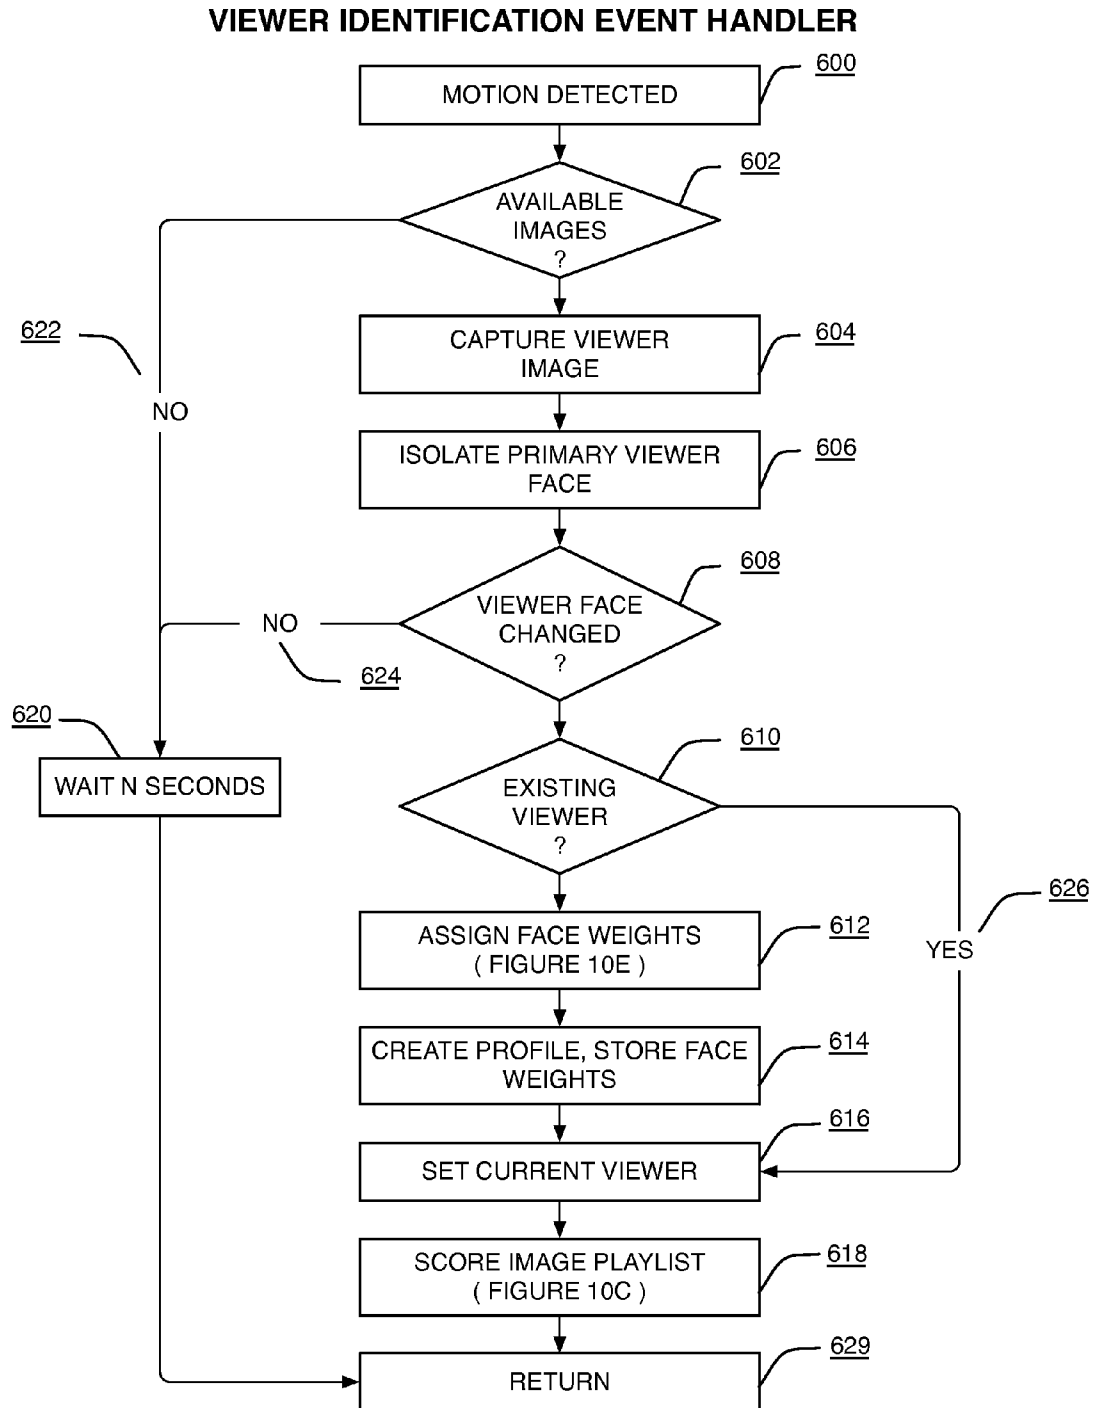 VIEWER IDENTIFICATION EVENT HANDLER
MOTION DETECTED
600
602
AVAILABLE
IMAGES
?
622
NO
CAPTURE VIEWER
IMAGE
604
ISOLATE PRIMARY VIEWER
FACE
606
608
VIEWER FACE
CHANGED
?
NO
624
620
WAIT N SECONDS
610
EXISTING
VIEWER
?
626
YES
ASSIGN FACE WEIGHTS
( FIGURE 10E )
612
CREATE PROFILE, STORE FACE
WEIGHTS
614
616
SET CURRENT VIEWER
SCORE IMAGE PLAYLIST
( FIGURE 10C )
618
629
RETURN